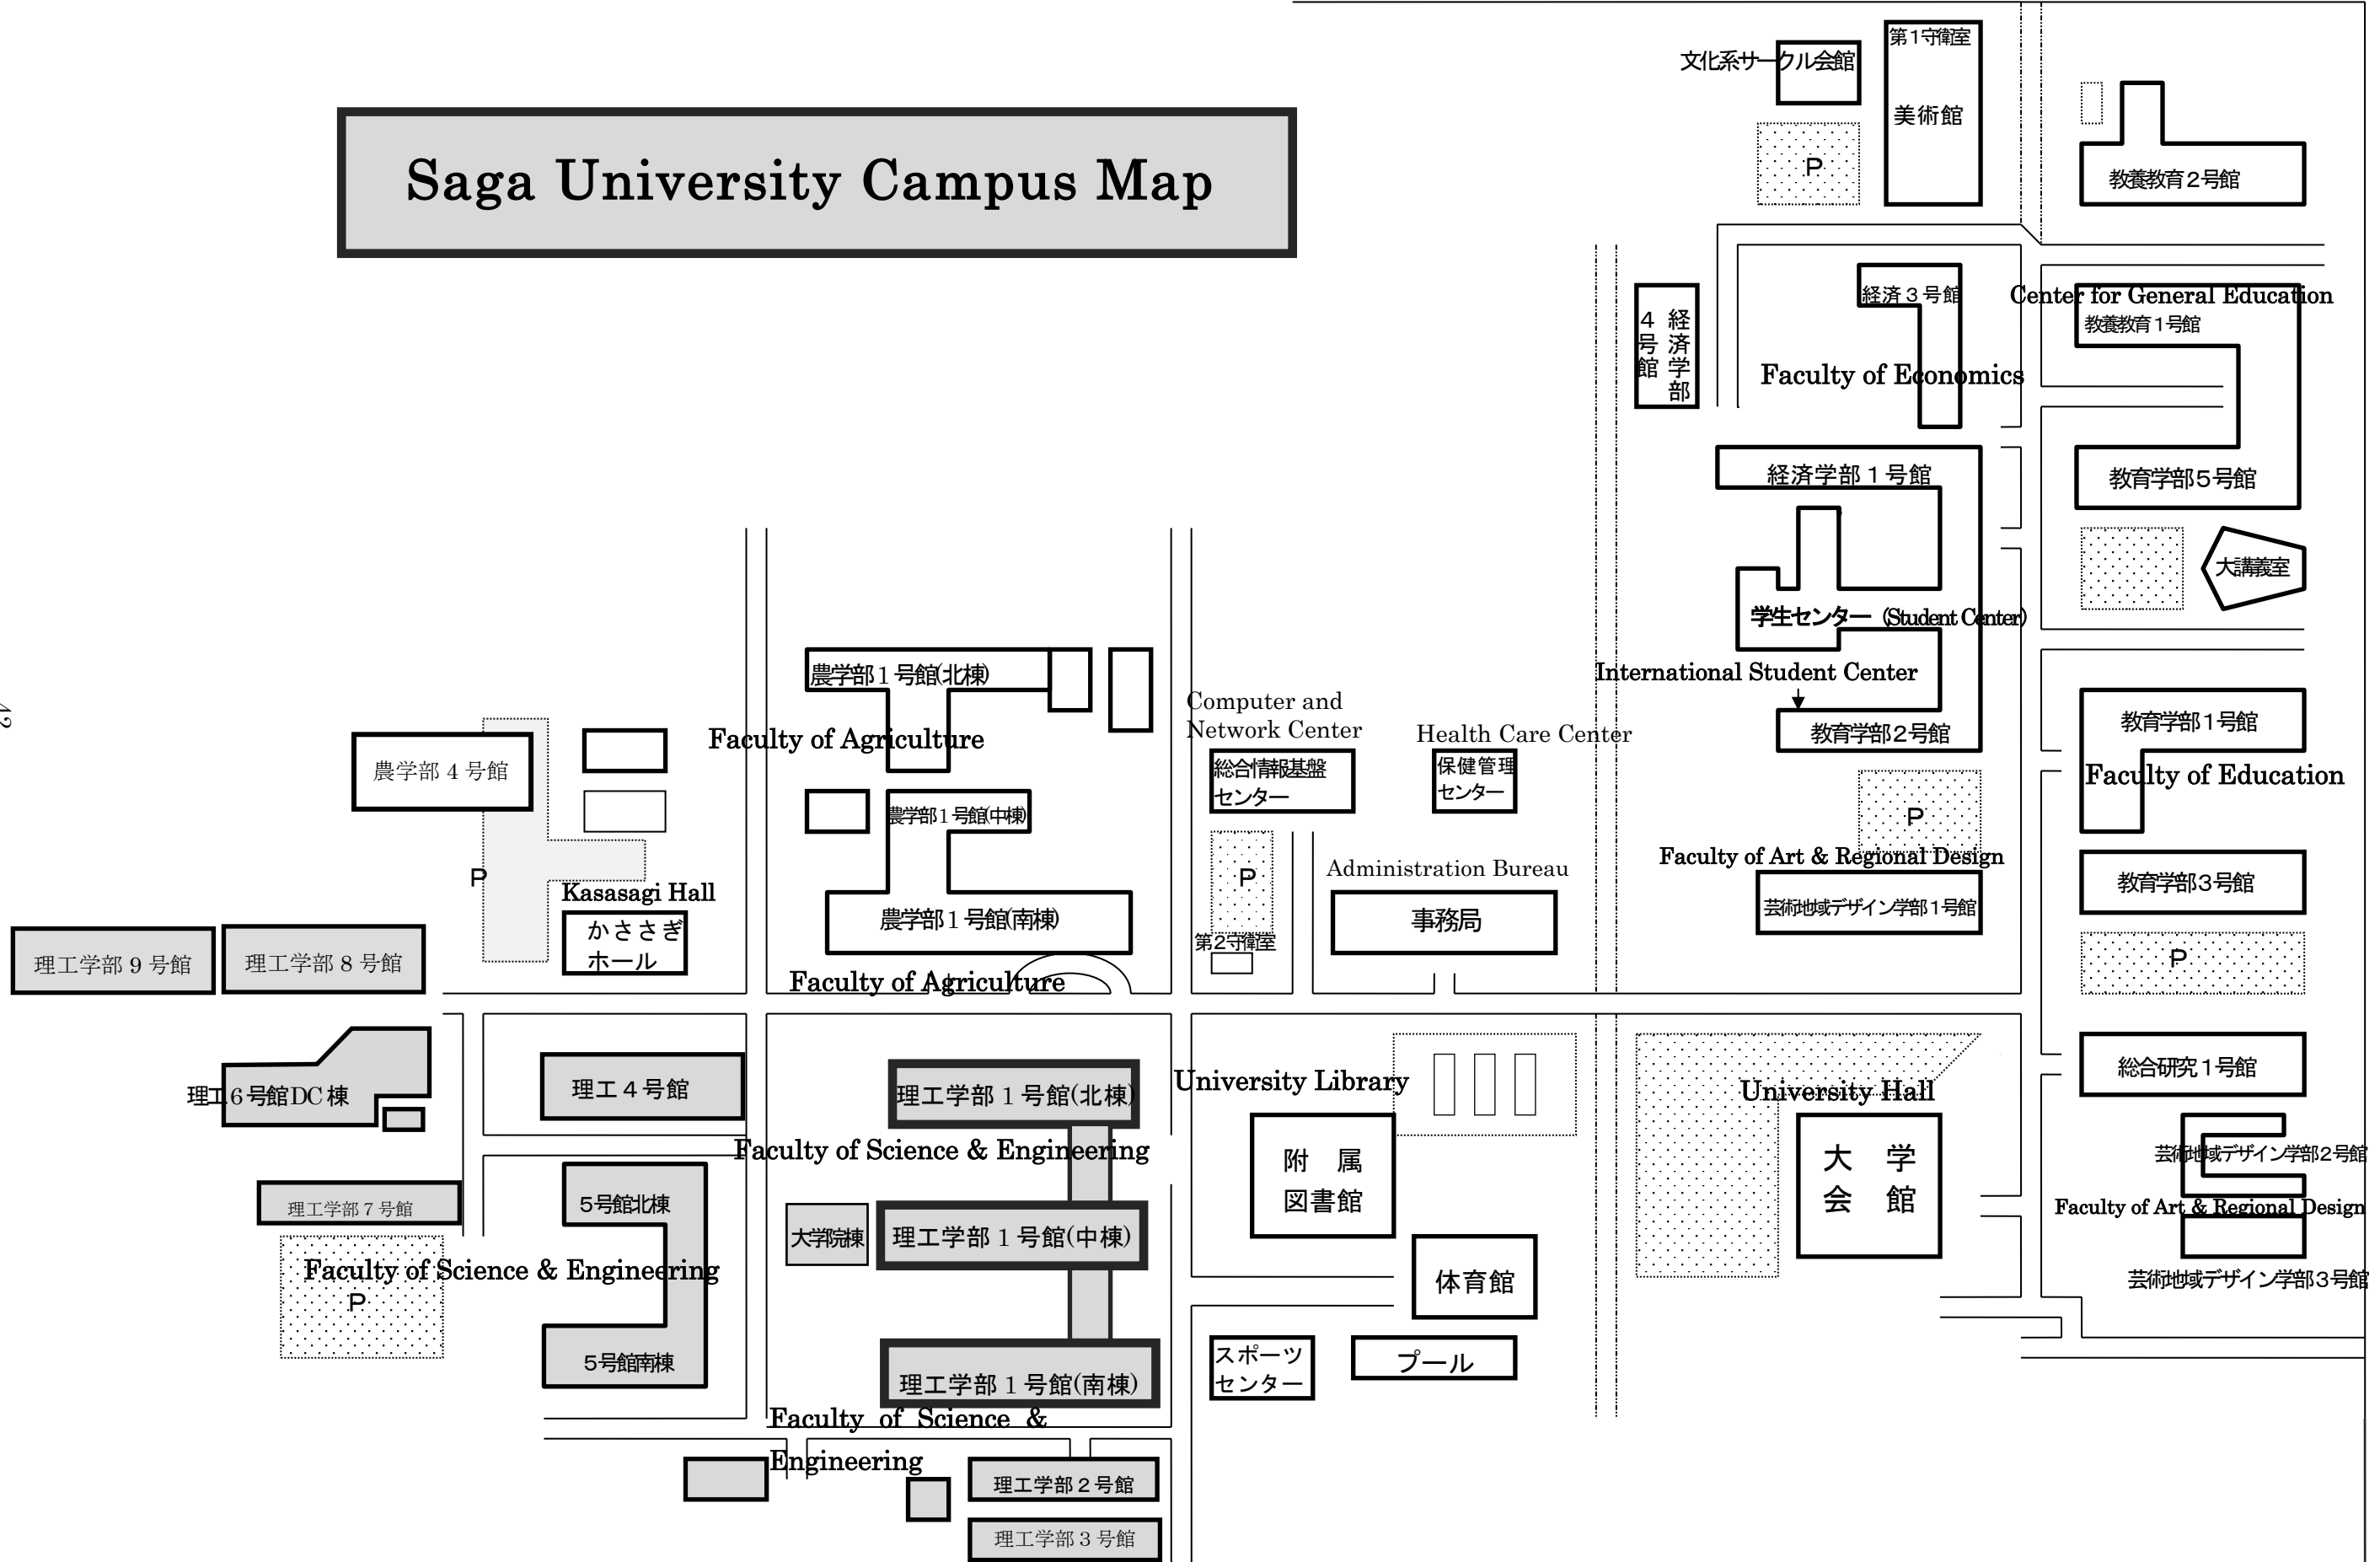 第1守衛室
文化系サークル会館
美術館
P
教養教育2号館
Saga University Campus Map
経済3号館
Center for General Education
教養教育1号館
経済学部
4号館
Faculty of Economics
経済学部1号館
教育学部5号館
大講義室
学生センター (Student Center)
International Student Center
教育学部2号館
教育学部1号館
Faculty of Education
農学部1号館(北棟)
Faculty of Agriculture
Computer and
Network Center
総合情報基盤
センター
Health Care Center
保健管理
センター
農学部4号館
農学部1号館(中棟)
P
Faculty of Art & Regional Design
芸術地域デザイン学部1号館
教育学部3号館
P
P
Kasasagi Hall
かささぎ
ホール
農学部1号館(南棟)
P
第2守衛室
Administration Bureau
事務局
理工学部9号館
理工学部8号館
Faculty of Agriculture
総合研究1号館
理工6号館DC棟
理工4号館
理工学部1号館(北棟)
University Library
University Hall
Faculty of Science & Engineering
附属
図書館
大学
会館
芸術地域デザイン学部2号館
Faculty of Art & Regional Design
芸術地域デザイン学部3号館
理工学部7号館
5号館北棟
大学院棟
理工学部1号館(中棟)
Faculty of Science & Engineering
P
体育館
5号館南棟
理工学部1号館(南棟)
スポーツ
センター
プール
Faculty of Science &
Engineering
理工学部2号館
理工学部3号館